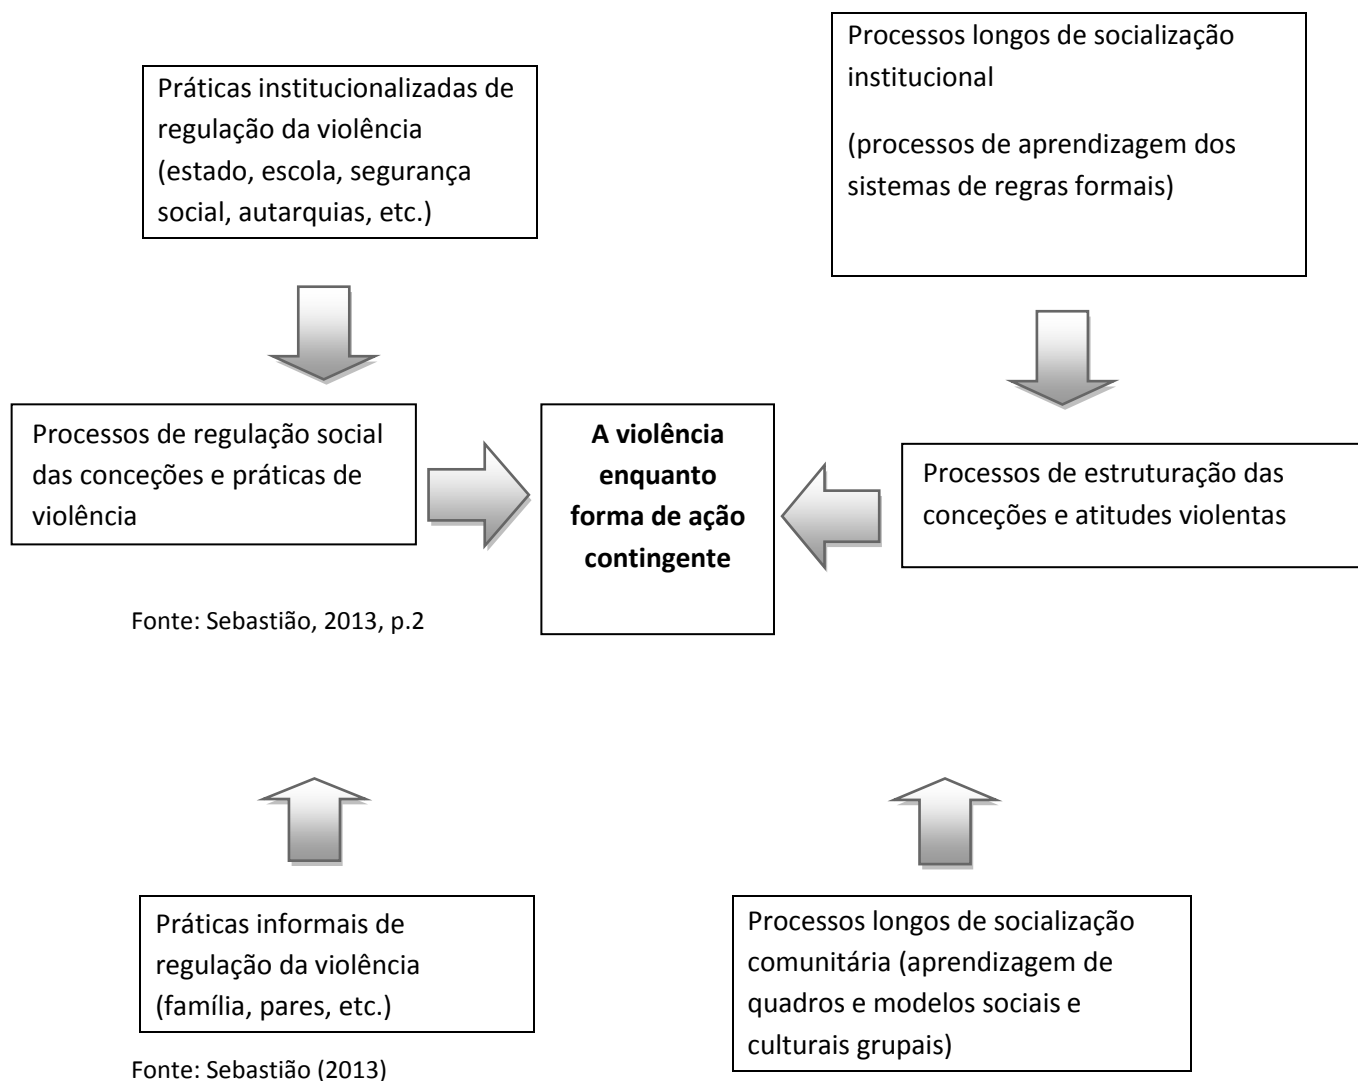 Práticas institucionalizadas de
regulação da violência
(estado, escola, segurança
social, autarquias, etc.)
Processos longos de socialização
institucional
(processos de aprendizagem dos
sistemas de regras formais)
Processos de regulação social
das conceções e práticas de
violência
A violência
enquanto
forma de ação
contingente
Processos de estruturação das
conceções e atitudes violentas
Fonte: Sebastião, 2013, p.2
Práticas informais de
regulação da violência
(família, pares, etc.)
Processos longos de socialização
comunitária (aprendizagem de
quadros e modelos sociais e
culturais grupais)
Fonte: Sebastião (2013)